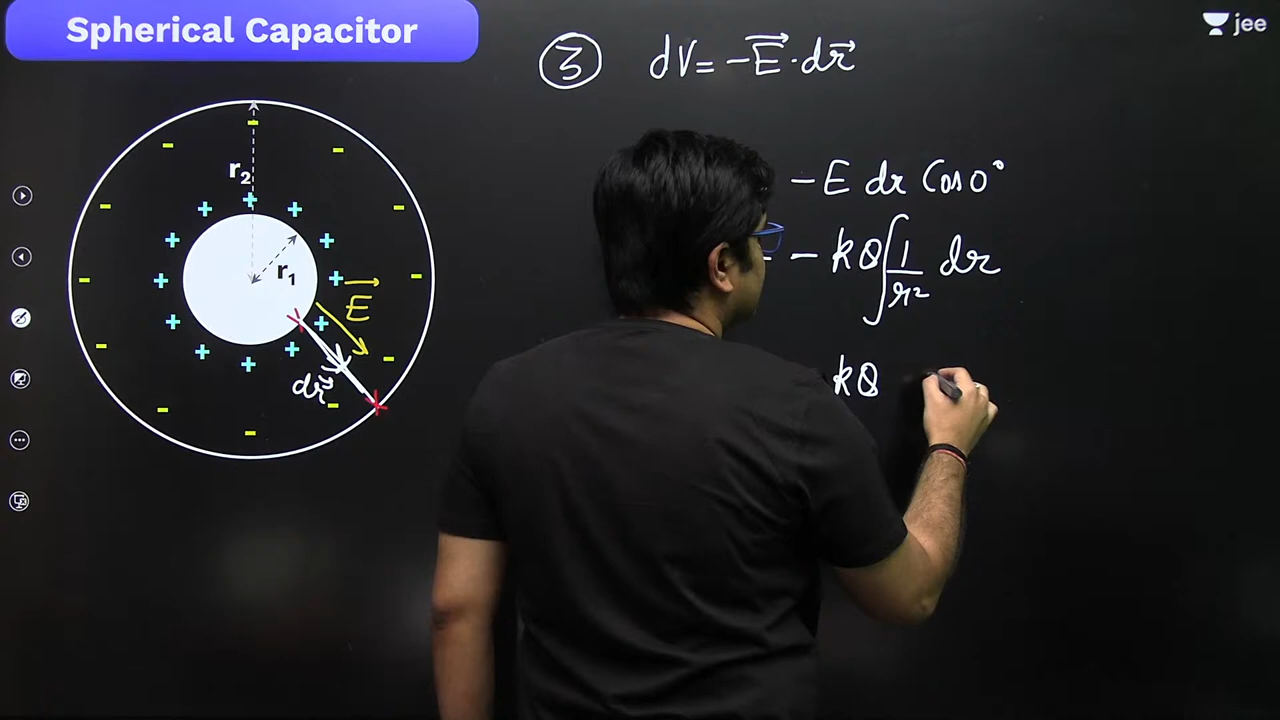 Spherical Capacitor
jee
③ dV = -E⃗ · dr⃗
- E dr Cos 0°
= - kQ ∫ 1/r² dr
kQ
r₂
r₁
E⃗
dr⃗